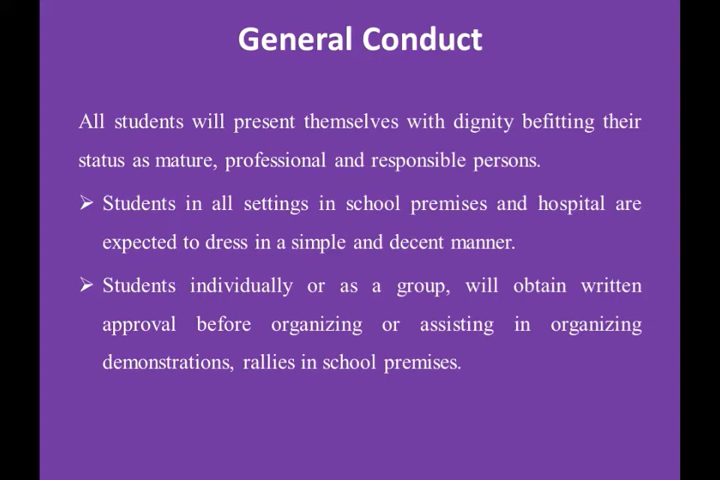 General Conduct
All students will present themselves with dignity befitting their
status as mature, professional and responsible persons.
➢ Students in all settings in school premises and hospital are
expected to dress in a simple and decent manner.
➢ Students individually or as a group, will obtain written
approval before organizing or assisting in organizing
demonstrations, rallies in school premises.